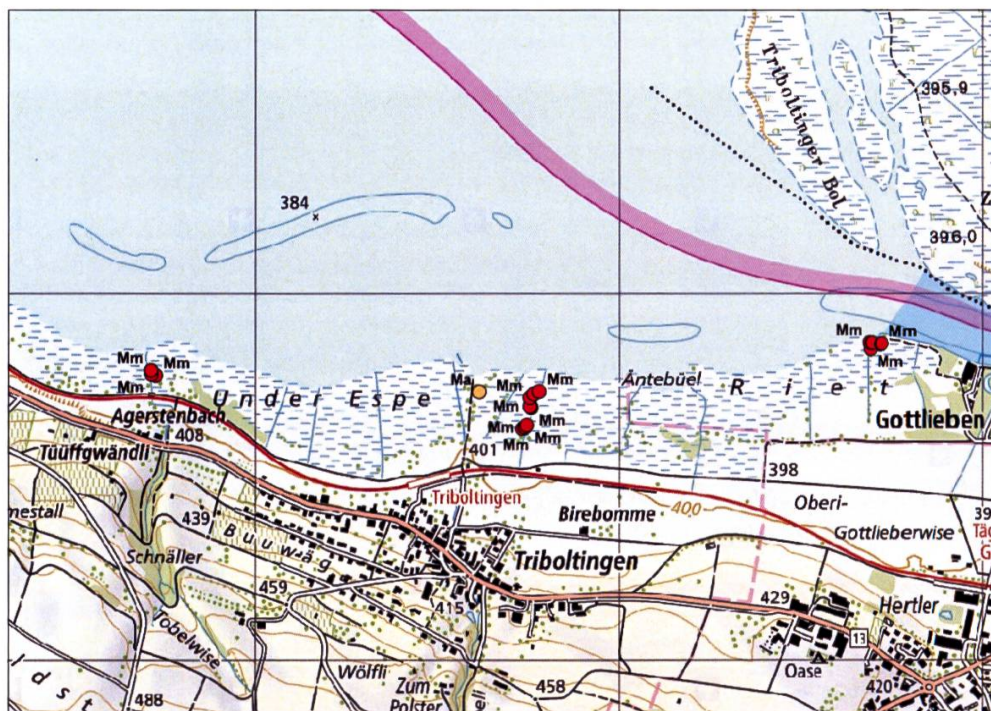 Triboltinger Bol
395,9
Z
384
396,0
Mm
Mm
Mm
Mm
Mm
Mm
Ma
Mm
Mm
Mm
Mm
Mm
Under Espe
Äntebüel
Riet
Gottlieben
Agerstenbach
408
Tüüffgwändli
401
398
Triboltingen
400
Oberi-
Gottlieberwise
39
Birebomme
mestall
439
Buuwäg
Schnäller
Triboltingen
459
415
429
Hertler
Tobelwise
13
Wölfli
Oase
Zum
Polster
458
420
488